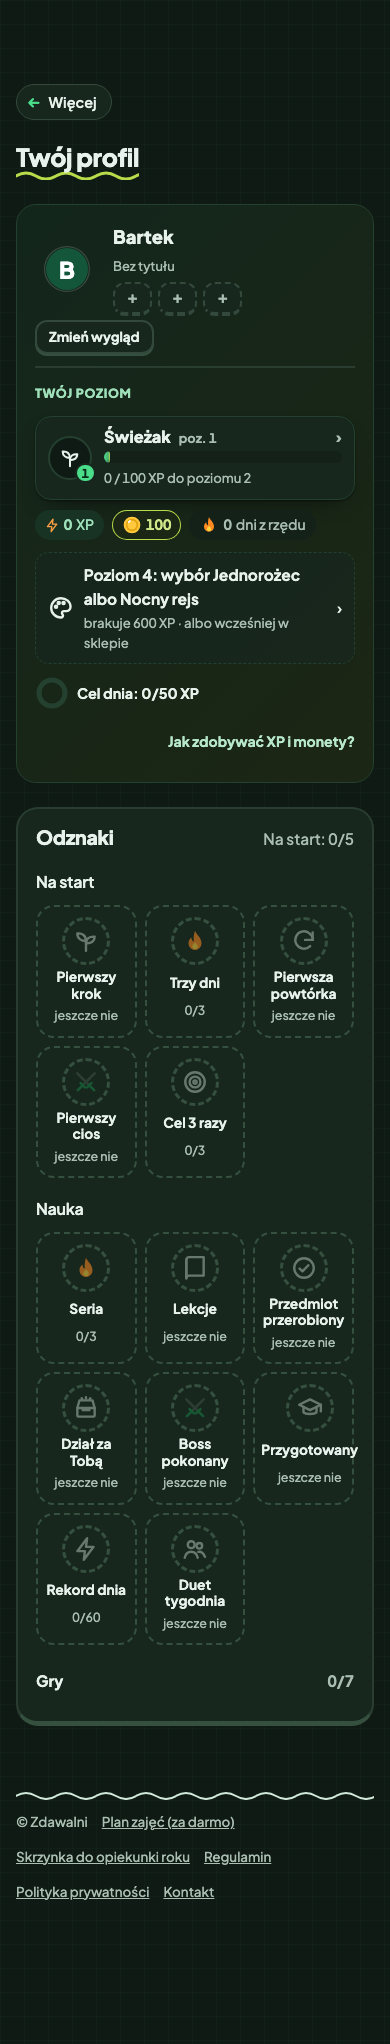 ← Więcej
Twój profil
B
Bartek
Bez tytułu
+ + +
Zmień wygląd
TWÓJ POZIOM
1
Świeżak poz. 1 ›
0 / 100 XP do poziomu 2
0 XP 100 0 dni z rzędu
Poziom 4: wybór Jednorożec
albo Nocny rejs ›
brakuje 600 XP · albo wcześniej w
sklepie
Cel dnia: 0/50 XP
Jak zdobywać XP i monety?
Odznaki Na start: 0/5
Na start
Pierwszy
krok
jeszcze nie
Trzy dni
0/3
Pierwsza
powtórka
jeszcze nie
Pierwszy
cios
jeszcze nie
Cel 3 razy
0/3
Nauka
Seria
0/3
Lekcje
jeszcze nie
Przedmiot
przerobiony
jeszcze nie
Dział za
Tobą
jeszcze nie
Boss
pokonany
jeszcze nie
Przygotowany
jeszcze nie
Rekord dnia
0/60
Duet
tygodnia
jeszcze nie
Gry 0/7
© Zdawalni Plan zajęć (za darmo)
Skrzynka do opiekunki roku Regulamin
Polityka prywatności Kontakt